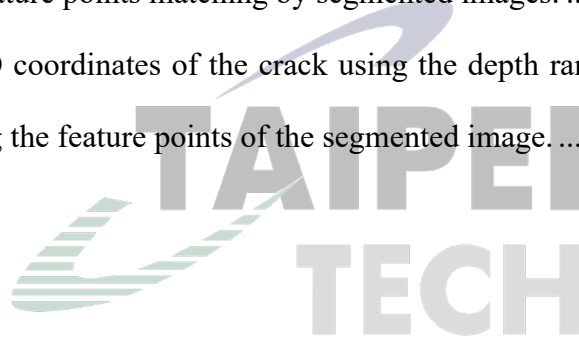 ature points matching by segmented images. ..
coordinates of the crack using the depth ran
the feature points of the segmented image. ...
TAIPEI
TECH